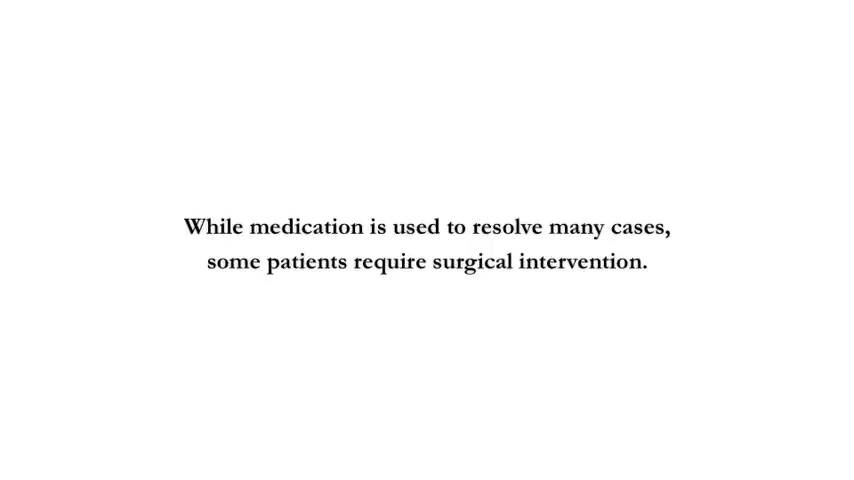 While medication is used to resolve many cases,
some patients require surgical intervention.